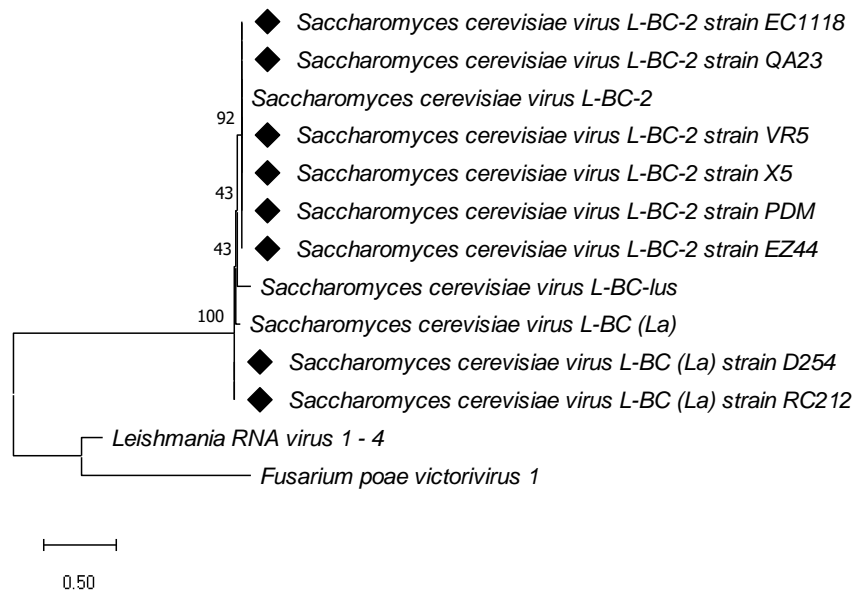 Saccharomyces cerevisiae virus L-BC-2 strain EC1118
Saccharomyces cerevisiae virus L-BC-2 strain QA23
Saccharomyces cerevisiae virus L-BC-2
92
Saccharomyces cerevisiae virus L-BC-2 strain VR5
Saccharomyces cerevisiae virus L-BC-2 strain X5
43
Saccharomyces cerevisiae virus L-BC-2 strain PDM
43
Saccharomyces cerevisiae virus L-BC-2 strain EZ44
Saccharomyces cerevisiae virus L-BC-lus
100
Saccharomyces cerevisiae virus L-BC (La)
Saccharomyces cerevisiae virus L-BC (La) strain D254
Saccharomyces cerevisiae virus L-BC (La) strain RC212
Leishmania RNA virus 1 - 4
Fusarium poae victorivirus 1
0.50